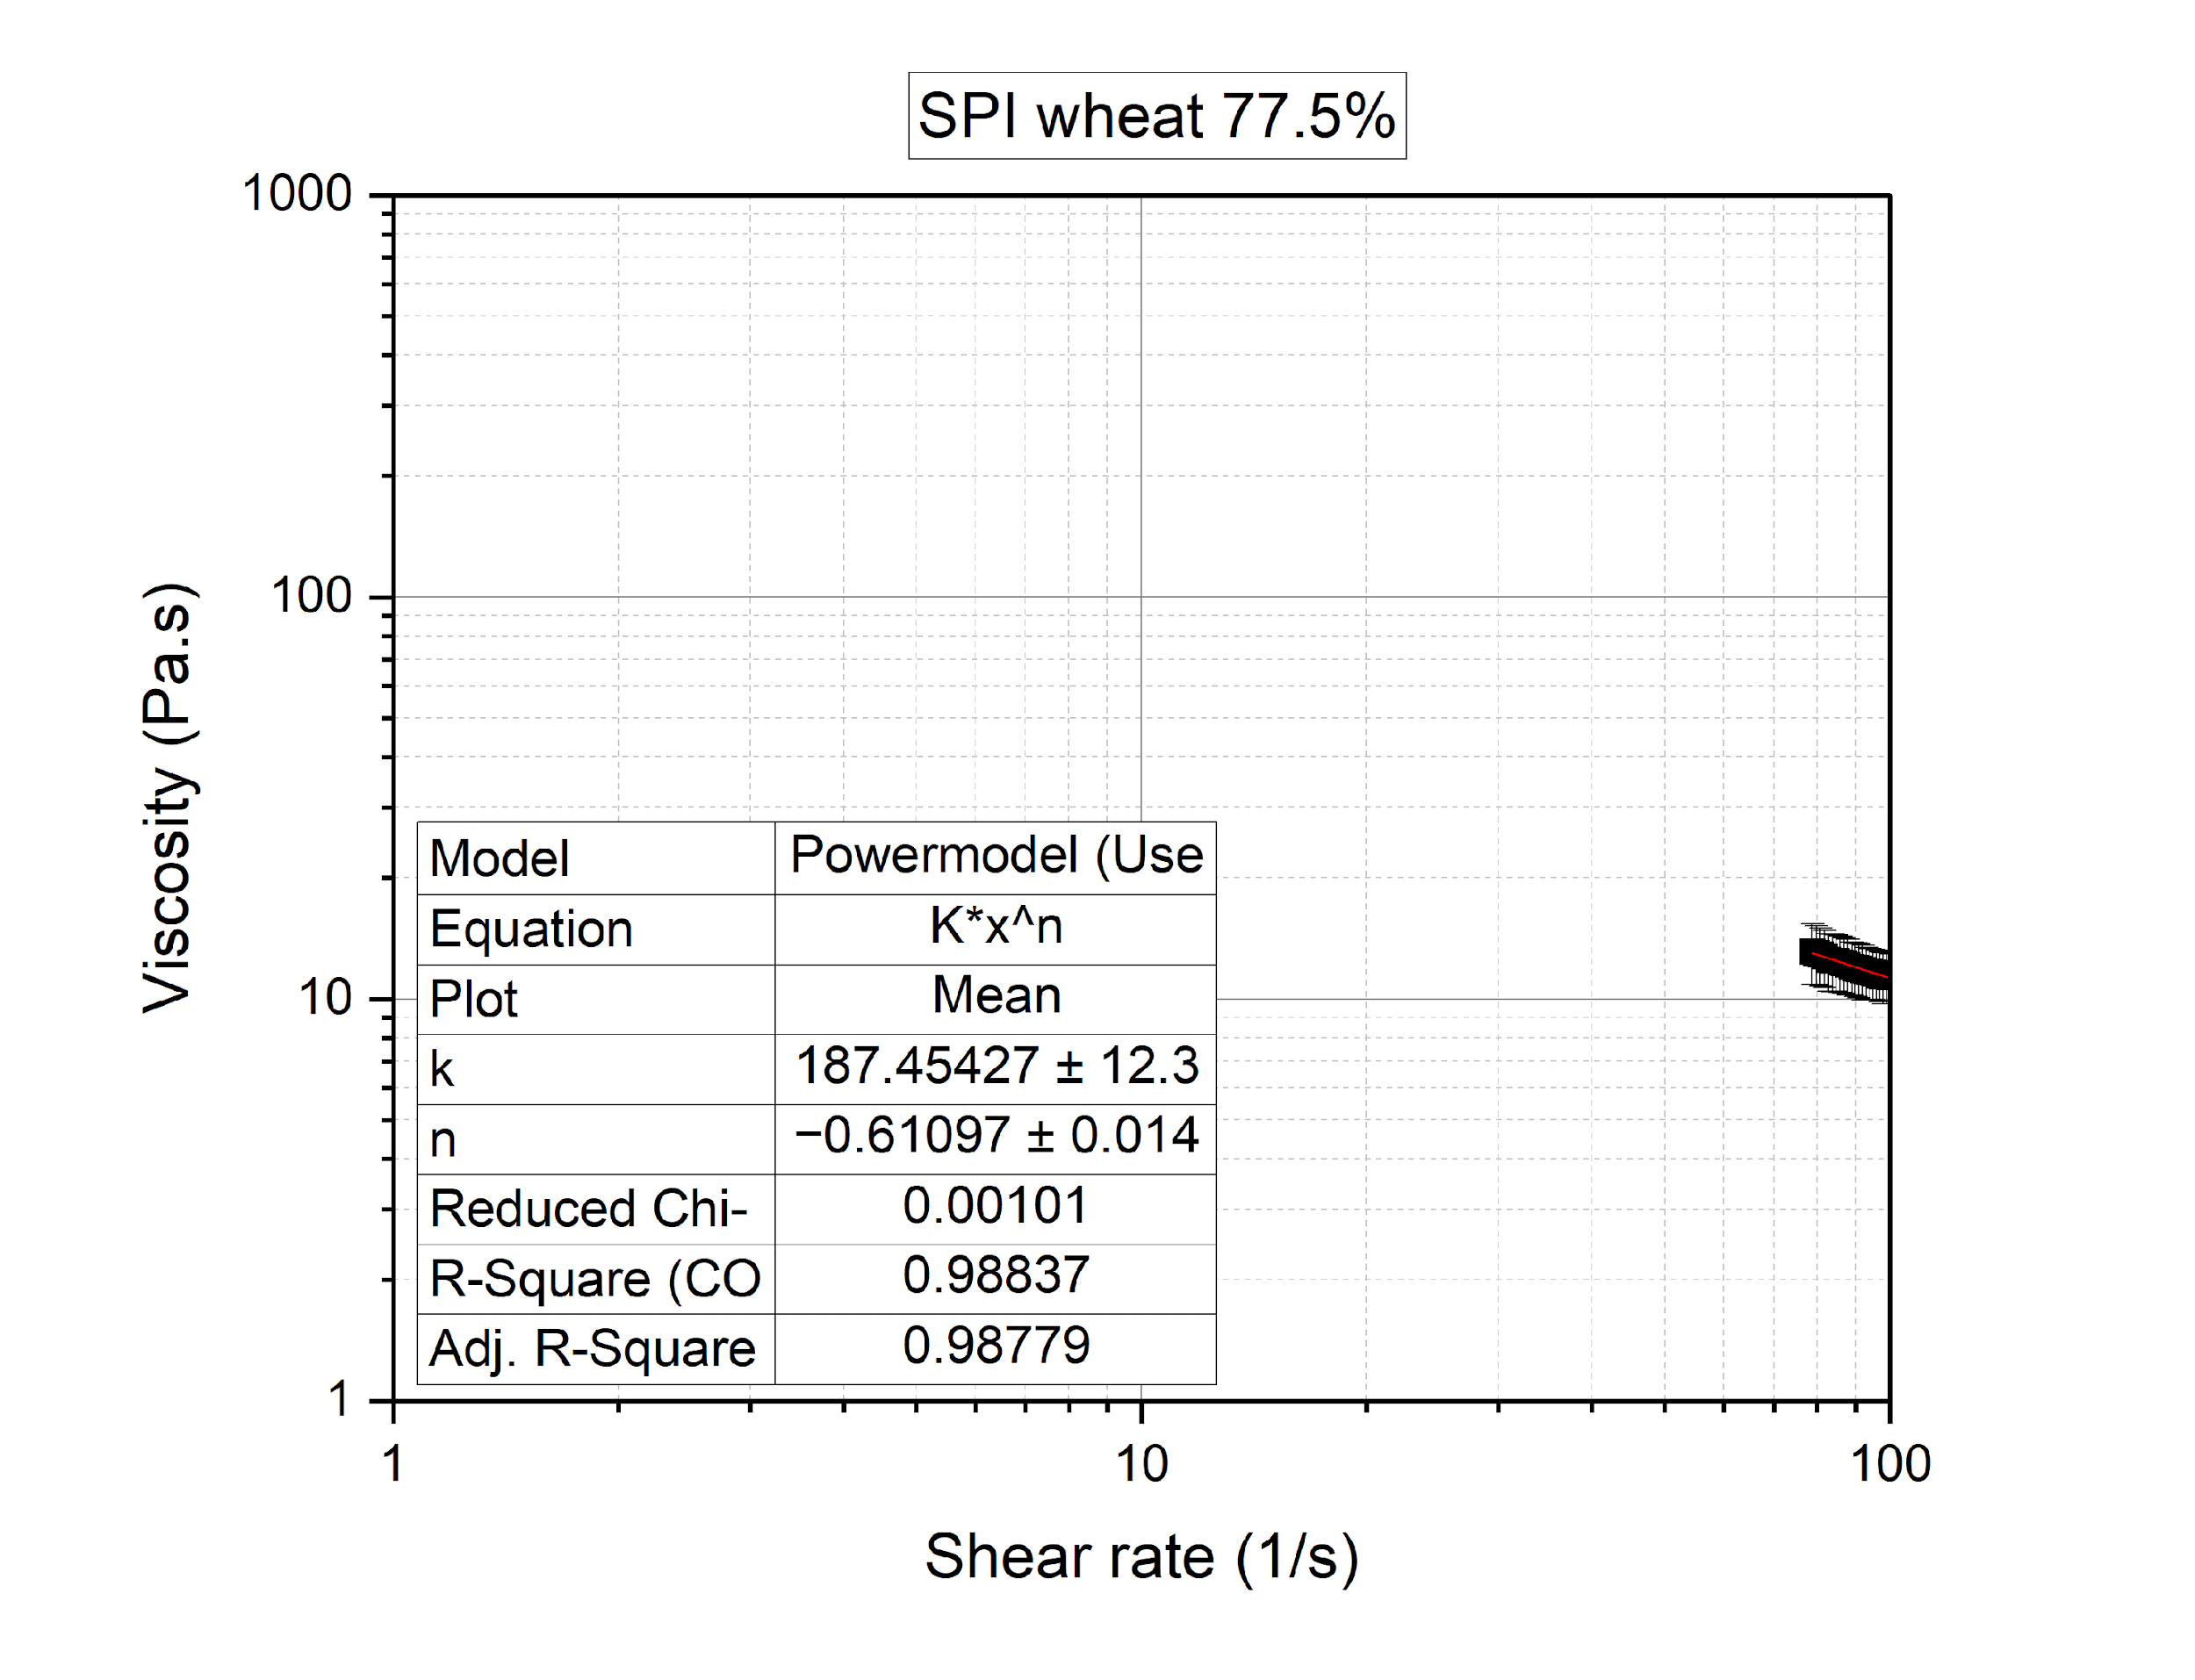 SPI wheat 77.5%
1000
100
10
1
Viscosity (Pa.s)
Model Powermodel (Use
Equation K*x^n
Plot Mean
k 187.45427 ± 12.3
n −0.61097 ± 0.014
Reduced Chi- 0.00101
R-Square (CO 0.98837
Adj. R-Square 0.98779
1 10 100
Shear rate (1/s)